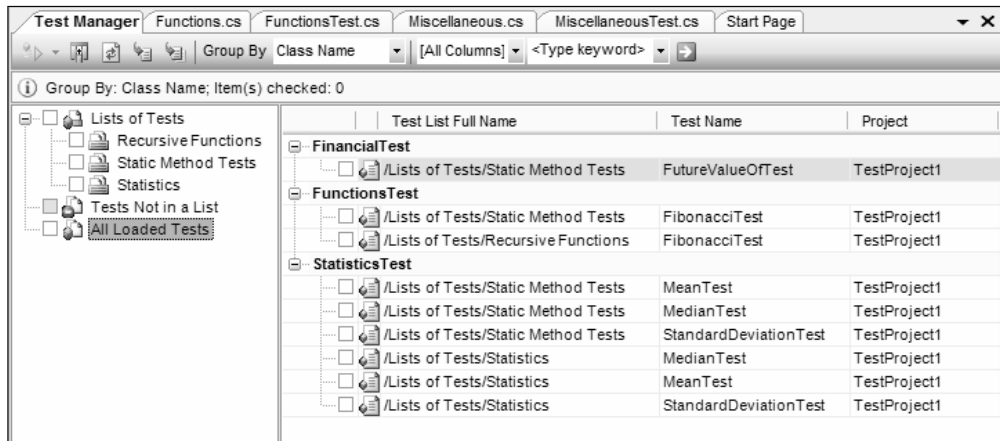 Test Manager Functions.cs FunctionsTest.cs Miscellaneous.cs MiscellaneousTest.cs Start Page
Group By Class Name [All Columns] <Type keyword>
Group By: Class Name; Item(s) checked: 0
Lists of Tests
Recursive Functions
Static Method Tests
Statistics
Tests Not in a List
All Loaded Tests
Test List Full Name Test Name Project
FinancialTest
/Lists of Tests/Static Method Tests FutureValueOfTest TestProject1
FunctionsTest
/Lists of Tests/Static Method Tests FibonacciTest TestProject1
/Lists of Tests/Recursive Functions FibonacciTest TestProject1
StatisticsTest
/Lists of Tests/Static Method Tests MeanTest TestProject1
/Lists of Tests/Static Method Tests MedianTest TestProject1
/Lists of Tests/Static Method Tests StandardDeviationTest TestProject1
/Lists of Tests/Statistics MedianTest TestProject1
/Lists of Tests/Statistics MeanTest TestProject1
/Lists of Tests/Statistics StandardDeviationTest TestProject1